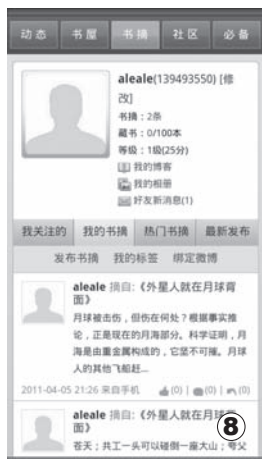 动态 书屋 书摘 社区 必备
aleale(139493550) [修
改]
书摘：2条
藏书：0/100本
等级：1级(25分)
我的博客
我的相册
好友新消息(1)
我关注的 我的书摘 热门书摘 最新发布
发布书摘 我的标签 绑定微博
aleale 摘自:《外星人就在月球背
面》
月球被击伤，但伤在何处？根据事实推
论，正是现在的月海部分。科学证明，月
海是由重金属构成的，它坚不可摧。月球
人的其他飞艇赶...
2011-04-05 21:26 来自手机 (0) | (0) | (0)
aleale 摘自:《外星人就在月球背
面》
苍天；共工一头可以碰倒一座大山；夸父
8